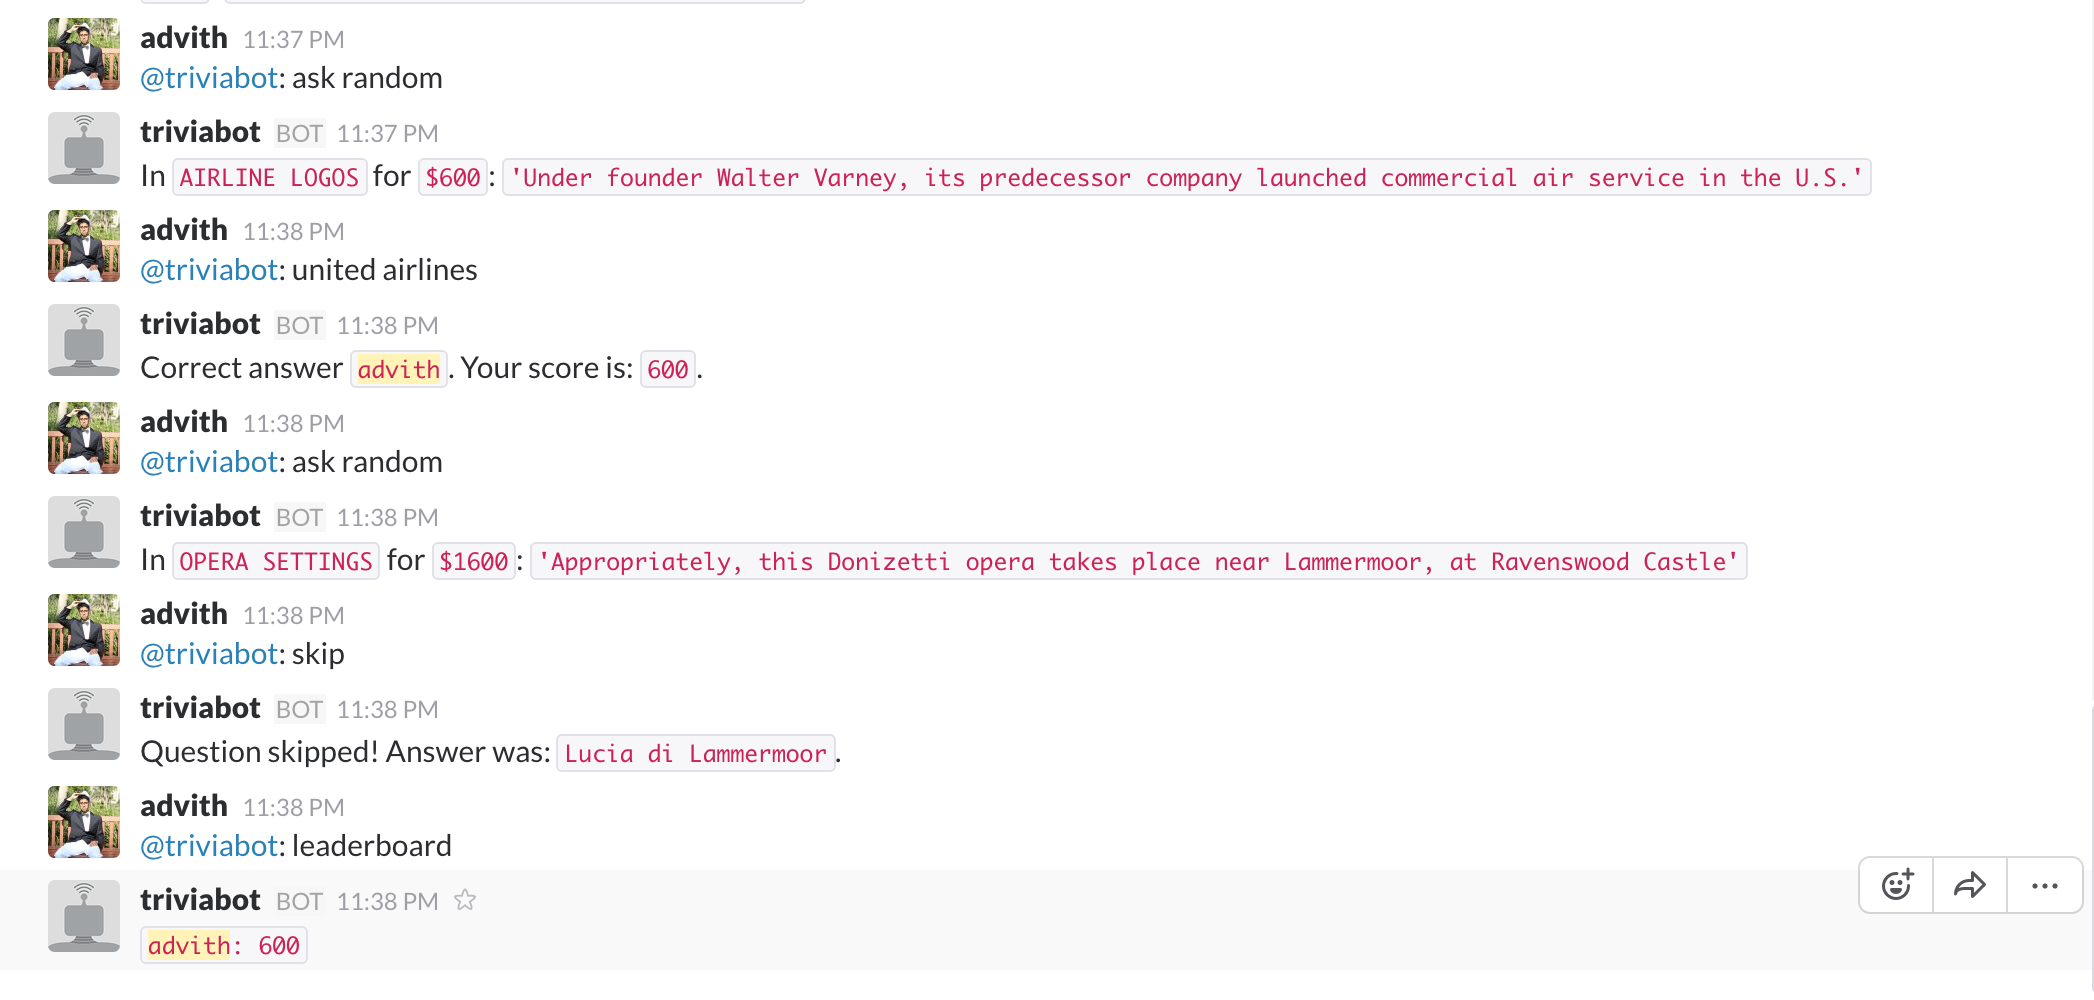 advith 11:37 PM
@triviabot: ask random
triviabot BOT 11:37 PM
In AIRLINE LOGOS for $600: 'Under founder Walter Varney, its predecessor company launched commercial air service in the U.S.'
advith 11:38 PM
@triviabot: united airlines
triviabot BOT 11:38 PM
Correct answer advith. Your score is: 600.
advith 11:38 PM
@triviabot: ask random
triviabot BOT 11:38 PM
In OPERA SETTINGS for $1600: 'Appropriately, this Donizetti opera takes place near Lammermoor, at Ravenswood Castle'
advith 11:38 PM
@triviabot: skip
triviabot BOT 11:38 PM
Question skipped! Answer was: Lucia di Lammermoor.
advith 11:38 PM
@triviabot: leaderboard
triviabot BOT 11:38 PM
advith: 600